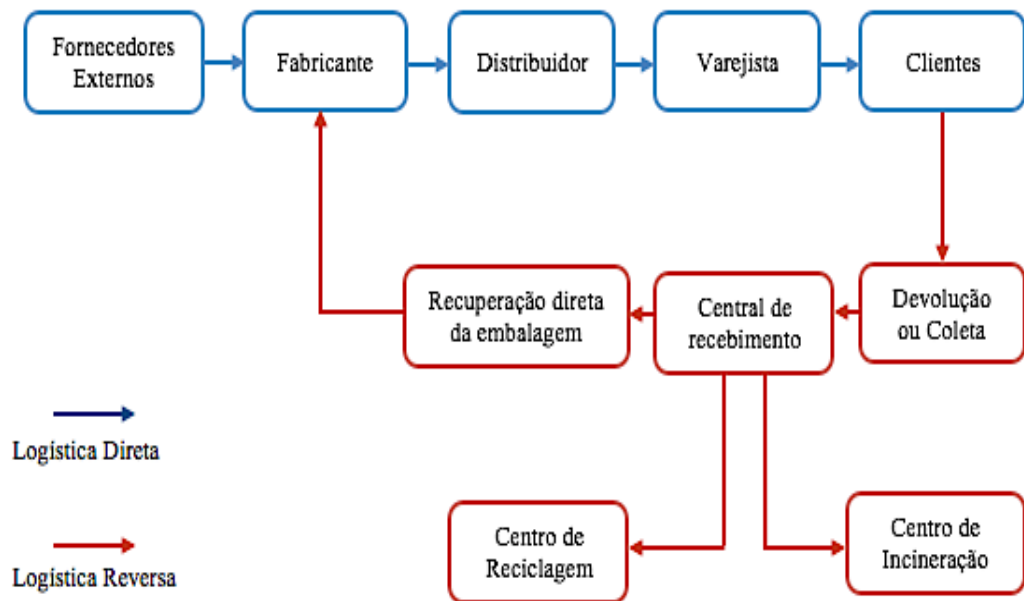 Fornecedores
Externos
Fabricante
Distribuidor
Varejista
Clientes
Recuperação direta
da embalagem
Central de
recebimento
Devolução
ou Coleta
Logística Direta
Centro de
Reciclagem
Centro de
Incineração
Logística Reversa